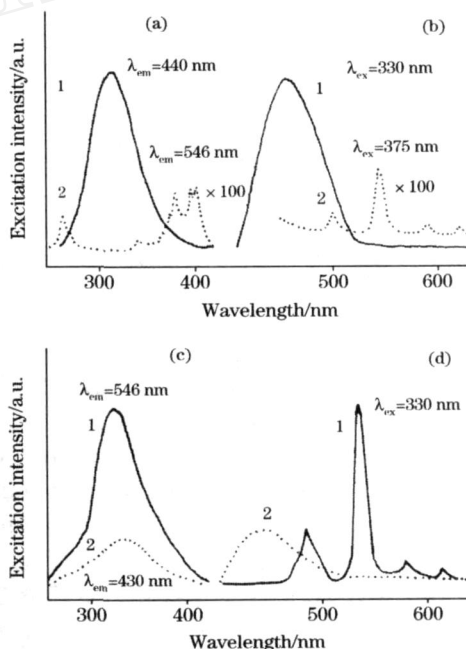 (a)
(b)
λem=440 nm
λex=330 nm
1
1
λem=546 nm
λex=375 nm
2
× 100
2
× 100
Excitation intensity/a.u.
300
400
500
600
Wavelength/nm
(c)
(d)
λem=546 nm
λex=330 nm
1
1
2
2
λem=430 nm
Excitation intensity/a.u.
300
400
500
600
Wavelength/nm